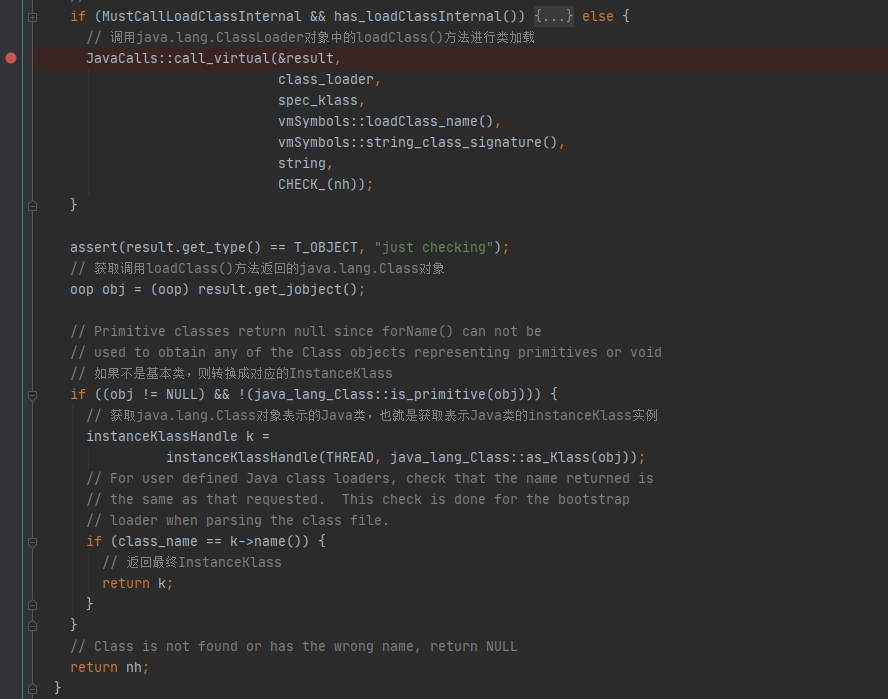 if (MustCallLoadClassInternal && has_loadClassInternal()) {...} else {
// 调用java.lang.ClassLoader对象中的loadClass()方法进行类加载
JavaCalls::call_virtual(&result,
class_loader,
spec_klass,
vmSymbols::loadClass_name(),
vmSymbols::string_class_signature(),
string,
CHECK_(nh));
}
assert(result.get_type() == T_OBJECT, "just checking");
// 获取调用loadClass()方法返回的java.lang.Class对象
oop obj = (oop) result.get_jobject();
// Primitive classes return null since forName() can not be
// used to obtain any of the Class objects representing primitives or void
// 如果不是基本类，则转换成对应的InstanceKlass
if ((obj != NULL) && !(java_lang_Class::is_primitive(obj))) {
// 获取java.lang.Class对象表示的Java类，也就是获取表示Java类的instanceKlass实例
instanceKlassHandle k =
instanceKlassHandle(THREAD, java_lang_Class::as_Klass(obj));
// For user defined Java class loaders, check that the name returned is
// the same as that requested.  This check is done for the bootstrap
// loader when parsing the class file.
if (class_name == k->name()) {
// 返回最终InstanceKlass
return k;
}
}
// Class is not found or has the wrong name, return NULL
return nh;
}